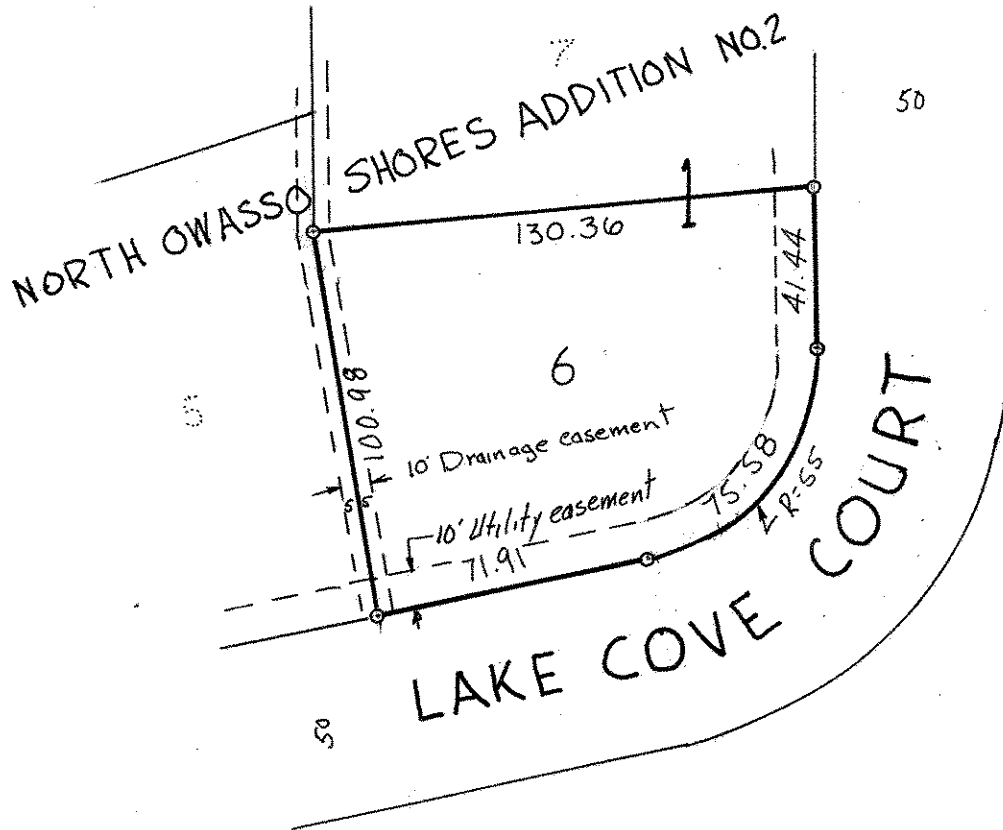 7
50
NORTH OWASSO SHORES ADDITION NO.2
1
130.36
41.44
6
5
100.98
10' Drainage easement
5 5
10' Utility easement
75.58
R=55
71.91
LAKE COVE COURT
50